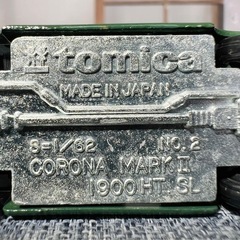 tomica
MADE IN JAPAN
S=1/62 NO.2
CORONA MARK II
1900 HT SL